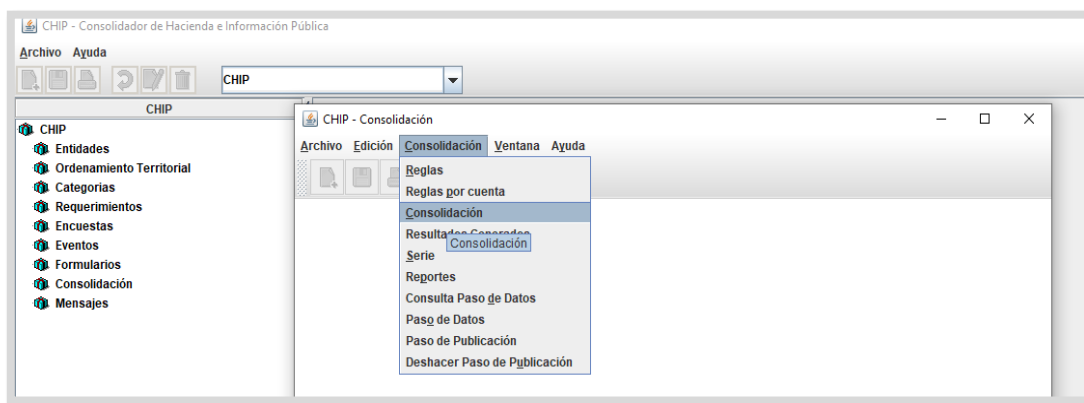 CHIP - Consolidador de Hacienda e Información Pública
Archivo Ayuda
CHIP
CHIP
CHIP
Entidades
Ordenamiento Territorial
Categorias
Requerimientos
Encuestas
Eventos
Formularios
Consolidación
Mensajes
CHIP - Consolidación
Archivo Edición Consolidación Ventana Ayuda
Reglas
Reglas por cuenta
Consolidación
Resultados Generados
Consolidación
Serie
Reportes
Consulta Paso de Datos
Paso de Datos
Paso de Publicación
Deshacer Paso de Publicación